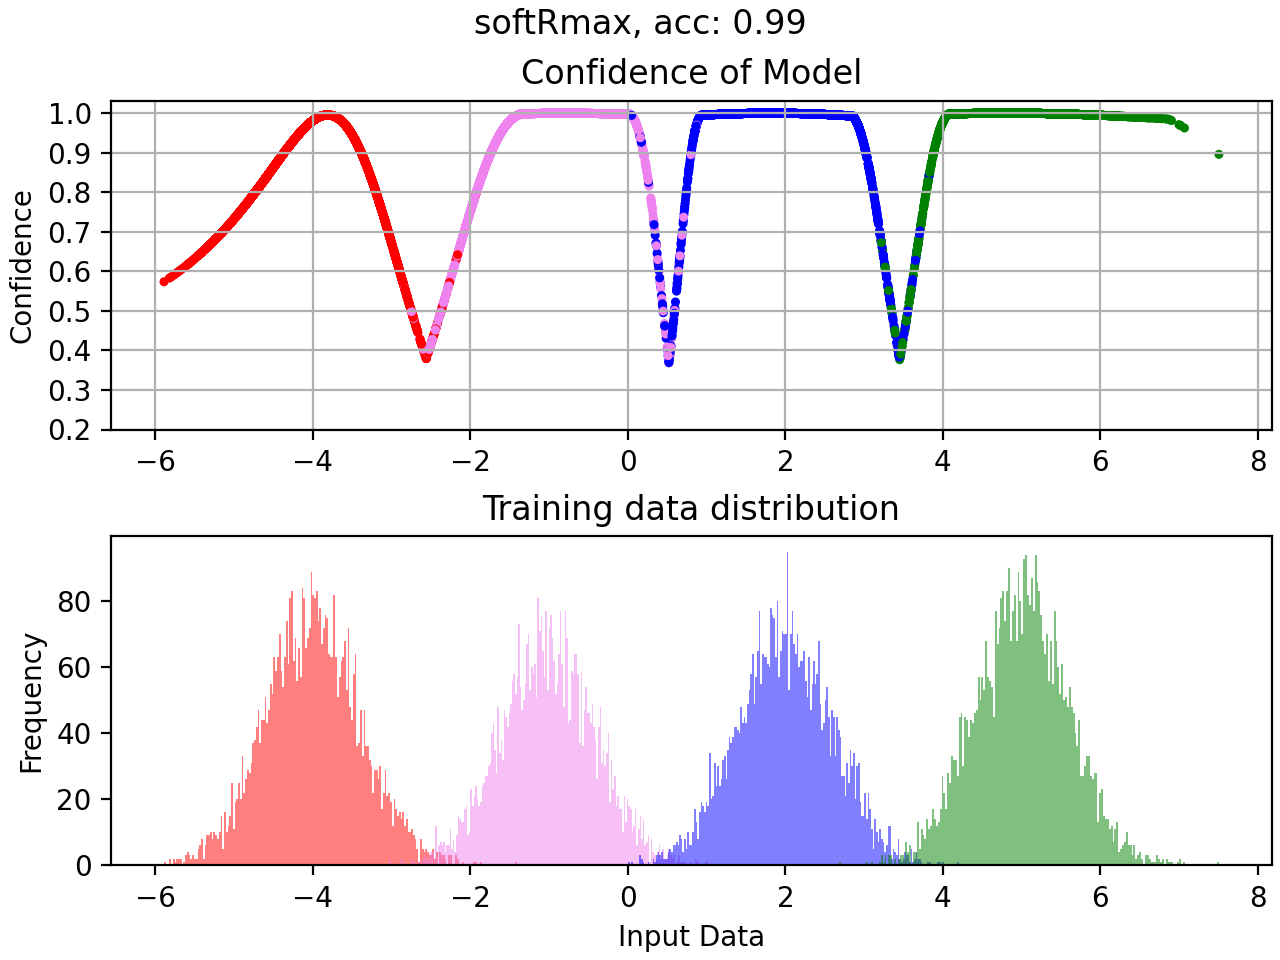 softRmax, acc: 0.99
Confidence of Model
Confidence
1.0
0.9
0.8
0.7
0.6
0.5
0.4
0.3
0.2
−6 −4 −2 0 2 4 6 8
Training data distribution
Frequency
80
60
40
20
0
−6 −4 −2 0 2 4 6 8
Input Data